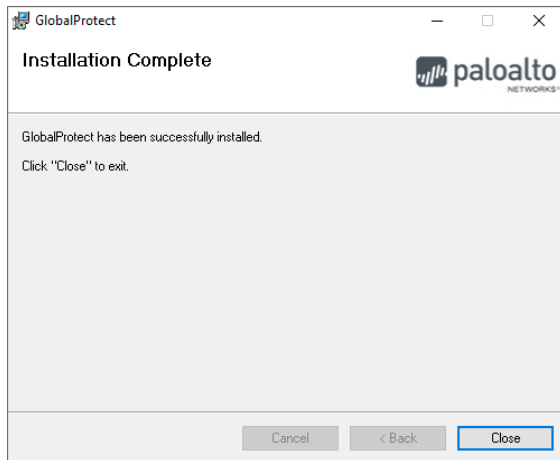 GlobalProtect
Installation Complete
paloalto
NETWORKS
GlobalProtect has been successfully installed.
Click "Close" to exit.
Cancel
< Back
Close